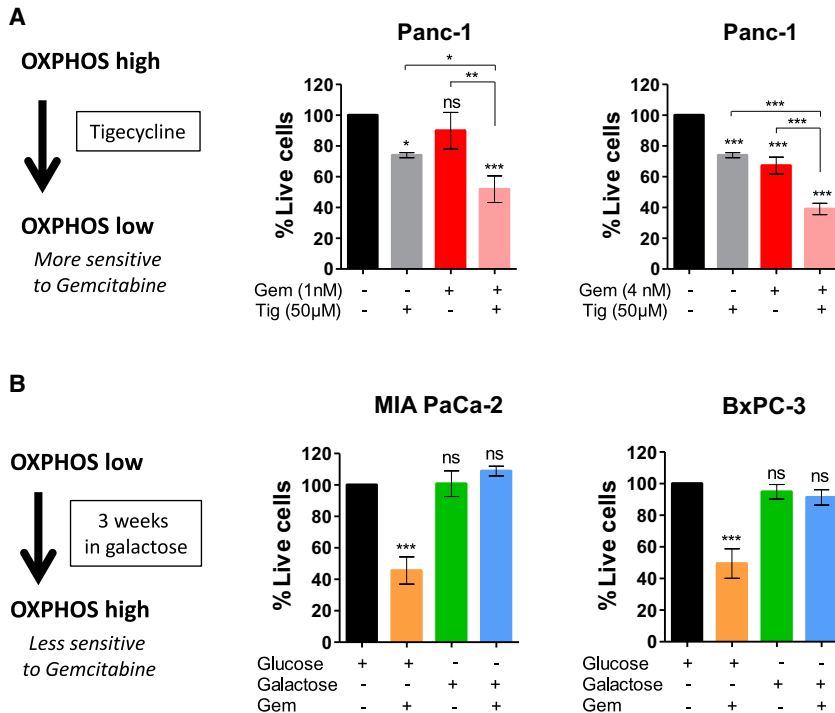 A
OXPHOS high
Tigecycline
OXPHOS low
More sensitive
to Gemcitabine
Panc-1
% Live cells
120
100
80
60
40
20
0
*
ns
***
*
**
Gem (1nM) - - + +
Tig (50µM) - + - +
Panc-1
% Live cells
120
100
80
60
40
20
0
***
***
***
***
***
Gem (4 nM) - - + +
Tig (50µM) - + - +
B
OXPHOS low
3 weeks
in galactose
OXPHOS high
Less sensitive
to Gemcitabine
MIA PaCa-2
% Live cells
120
100
80
60
40
20
0
***
ns
ns
Glucose + + - -
Galactose - - + +
Gem - + - +
BxPC-3
% Live cells
120
100
80
60
40
20
0
***
ns
ns
Glucose + + - -
Galactose - - + +
Gem - + - +